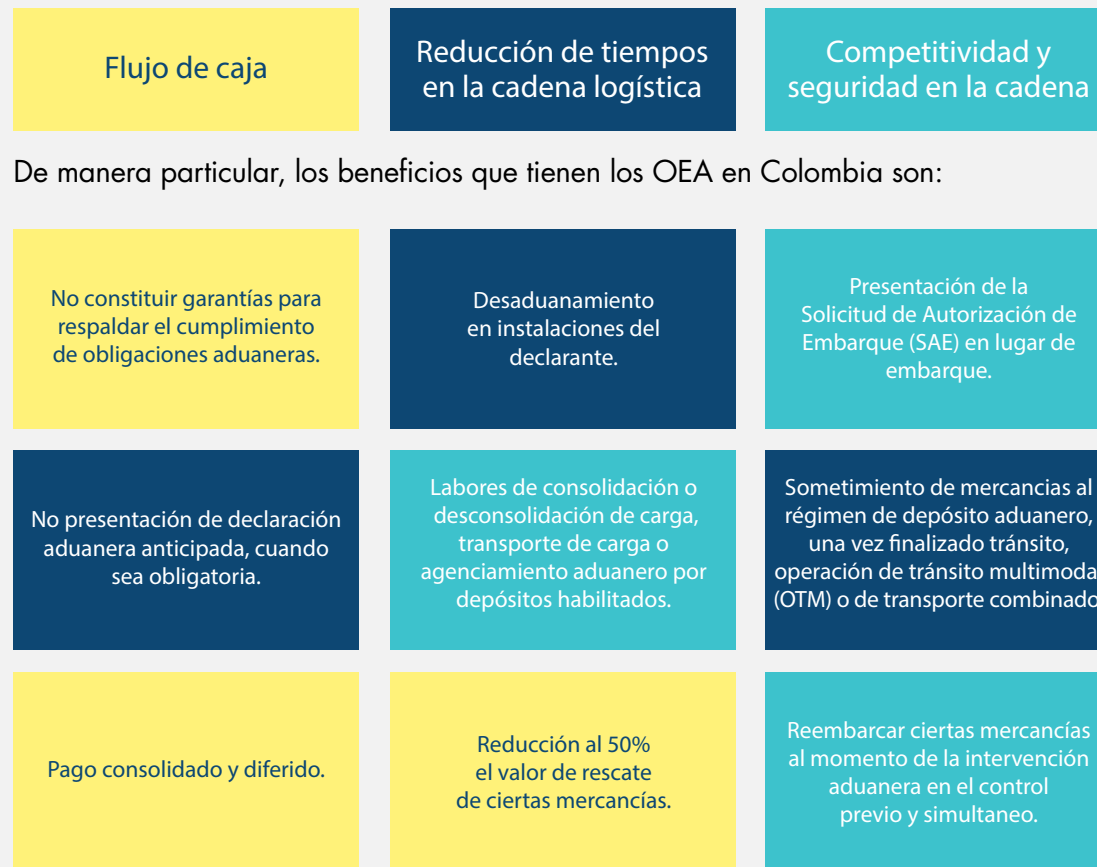 Flujo de caja
Reducción de tiempos
en la cadena logística
Competitividad y
seguridad en la cadena
De manera particular, los beneficios que tienen los OEA en Colombia son:
No constituir garantías para
respaldar el cumplimiento
de obligaciones aduaneras.
Desaduanamiento
en instalaciones del
declarante.
Presentación de la
Solicitud de Autorización de
Embarque (SAE) en lugar de
embarque.
No presentación de declaración
aduanera anticipada, cuando
sea obligatoria.
Labores de consolidación o
desconsolidación de carga,
transporte de carga o
agenciamiento aduanero por
depósitos habilitados.
Sometimiento de mercancias al
régimen de depósito aduanero,
una vez finalizado tránsito,
operación de tránsito multimoda
(OTM) o de transporte combinado
Pago consolidado y diferido.
Reducción al 50%
el valor de rescate
de ciertas mercancías.
Reembarcar ciertas mercancías
al momento de la intervención
aduanera en el control
previo y simultaneo.